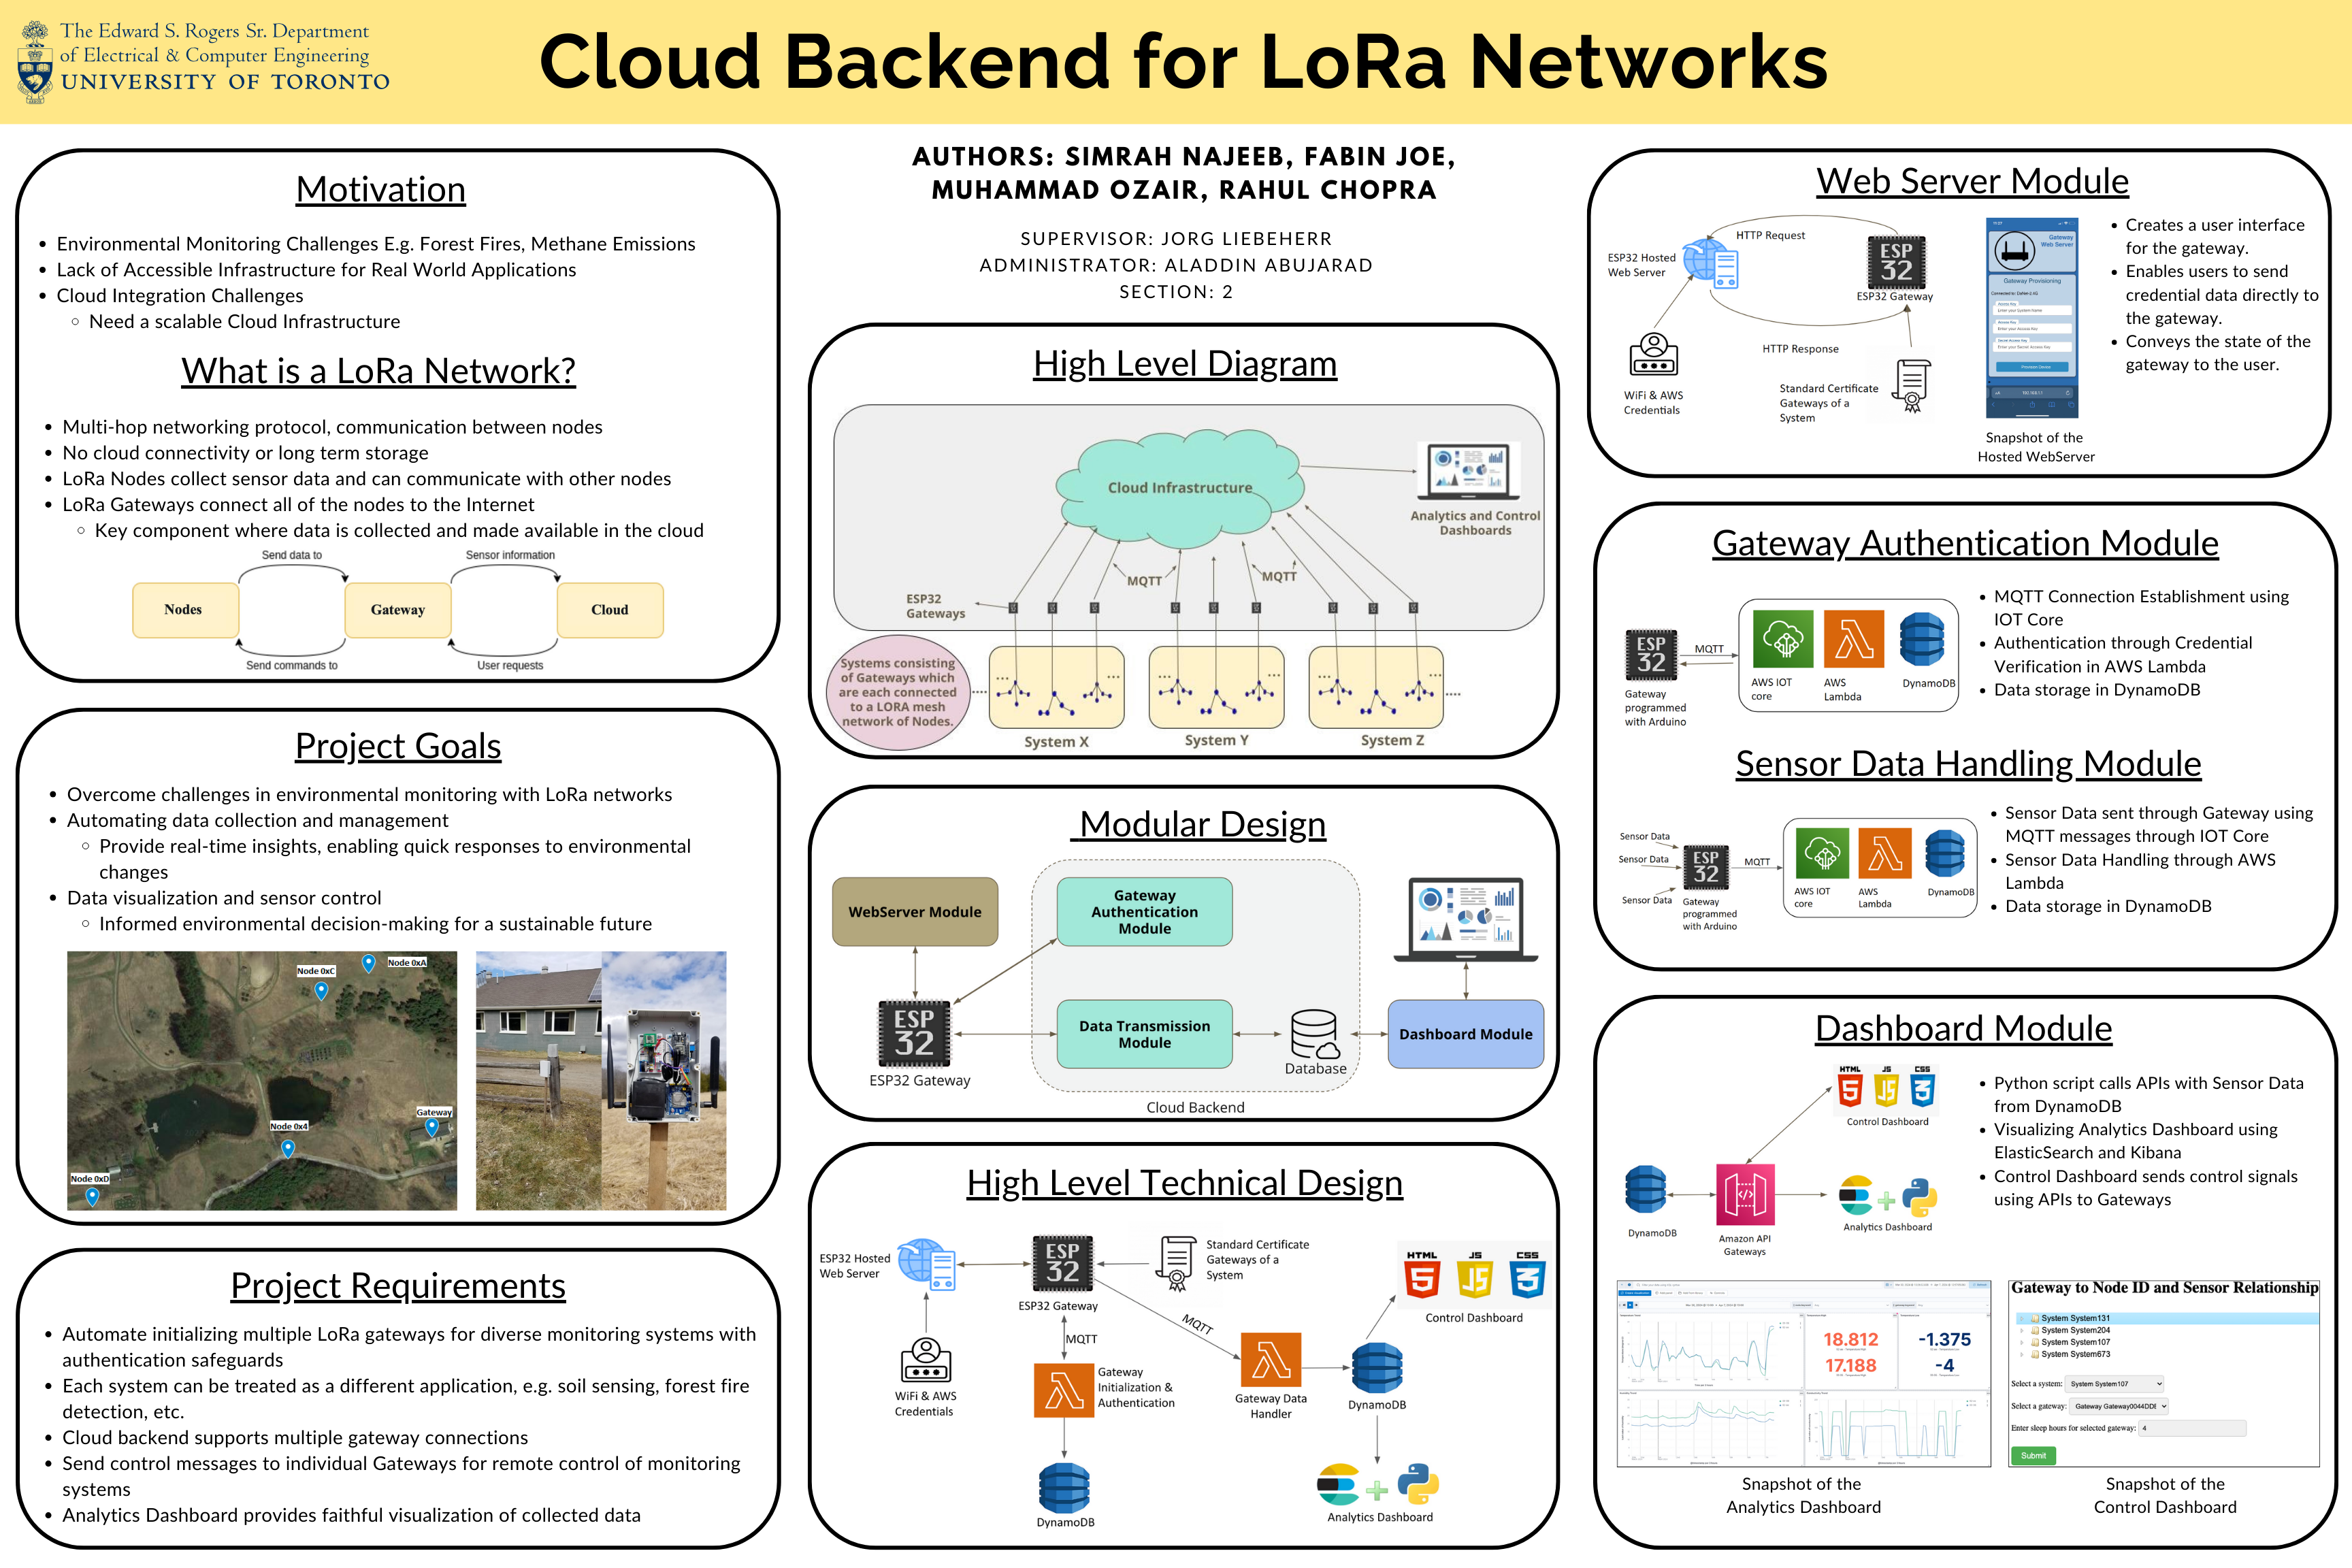 The Edward S. Rogers Sr. Department
of Electrical & Computer Engineering
UNIVERSITY OF TORONTO
Cloud Backend for LoRa Networks
AUTHORS: SIMRAH NAJEEB, FABIN JOE,
MUHAMMAD OZAIR, RAHUL CHOPRA
SUPERVISOR: JORG LIEBEHERR
ADMINISTRATOR: ALADDIN ABUJARAD
SECTION: 2
Motivation
• Environmental Monitoring Challenges E.g. Forest Fires, Methane Emissions
• Lack of Accessible Infrastructure for Real World Applications
• Cloud Integration Challenges
◦ Need a scalable Cloud Infrastructure
What is a LoRa Network?
• Multi-hop networking protocol, communication between nodes
• No cloud connectivity or long term storage
• LoRa Nodes collect sensor data and can communicate with other nodes
• LoRa Gateways connect all of the nodes to the Internet
◦ Key component where data is collected and made available in the cloud
Send data to
Sensor information
Nodes
Gateway
Cloud
Send commands to
User requests
Project Goals
• Overcome challenges in environmental monitoring with LoRa networks
• Automating data collection and management
◦ Provide real-time insights, enabling quick responses to environmental
changes
• Data visualization and sensor control
◦ Informed environmental decision-making for a sustainable future
Node 0xC
Node 0xA
Gateway
Node 0x4
Node 0xD
Project Requirements
• Automate initializing multiple LoRa gateways for diverse monitoring systems with
authentication safeguards
• Each system can be treated as a different application, e.g. soil sensing, forest fire
detection, etc.
• Cloud backend supports multiple gateway connections
• Send control messages to individual Gateways for remote control of monitoring
systems
• Analytics Dashboard provides faithful visualization of collected data
High Level Diagram
Cloud Infrastructure
Analytics and Control
Dashboards
MQTT
MQTT
ESP32
Gateways
Systems consisting
of Gateways which
are each connected
to a LORA mesh
network of Nodes.
System X
System Y
System Z
Modular Design
WebServer Module
Gateway
Authentication
Module
ESP
32
ESP32 Gateway
Data Transmission
Module
Database
Dashboard Module
Cloud Backend
High Level Technical Design
ESP32 Hosted
Web Server
ESP
32
ESP32 Gateway
Standard Certificate
Gateways of a
System
HTML
JS
CSS
5
JS
3
Control Dashboard
WiFi & AWS
Credentials
MQTT
MQTT
Gateway
Initialization &
Authentication
Gateway Data
Handler
DynamoDB
DynamoDB
Analytics Dashboard
Web Server Module
HTTP Request
ESP32 Hosted
Web Server
ESP
32
ESP32 Gateway
HTTP Response
WiFi & AWS
Credentials
Standard Certificate
Gateways of a
System
Gateway
Web Server
Gateway Provisioning
Snapshot of the
Hosted WebServer
• Creates a user interface
for the gateway.
• Enables users to send
credential data directly to
the gateway.
• Conveys the state of the
gateway to the user.
Gateway Authentication Module
ESP
32
MQTT
AWS IOT
core
AWS
Lambda
DynamoDB
Gateway
programmed
with Arduino
• MQTT Connection Establishment using
IOT Core
• Authentication through Credential
Verification in AWS Lambda
• Data storage in DynamoDB
Sensor Data Handling Module
Sensor Data
Sensor Data
Sensor Data
ESP
32
MQTT
AWS IOT
core
AWS
Lambda
DynamoDB
Gateway
programmed
with Arduino
• Sensor Data sent through Gateway using
MQTT messages through IOT Core
• Sensor Data Handling through AWS
Lambda
• Data storage in DynamoDB
Dashboard Module
HTML
JS
CSS
5
JS
3
Control Dashboard
DynamoDB
Amazon API
Gateways
Analytics Dashboard
• Python script calls APIs with Sensor Data
from DynamoDB
• Visualizing Analytics Dashboard using
ElasticSearch and Kibana
• Control Dashboard sends control signals
using APIs to Gateways
18.812
17.188
-1.375
-4
Snapshot of the
Analytics Dashboard
Gateway to Node ID and Sensor Relationship
System System131
System System204
System System107
System System673
Select a system: System System107
Select a gateway: Gateway Gateway0044DDE
Enter sleep hours for selected gateway: 4
Submit
Snapshot of the
Control Dashboard